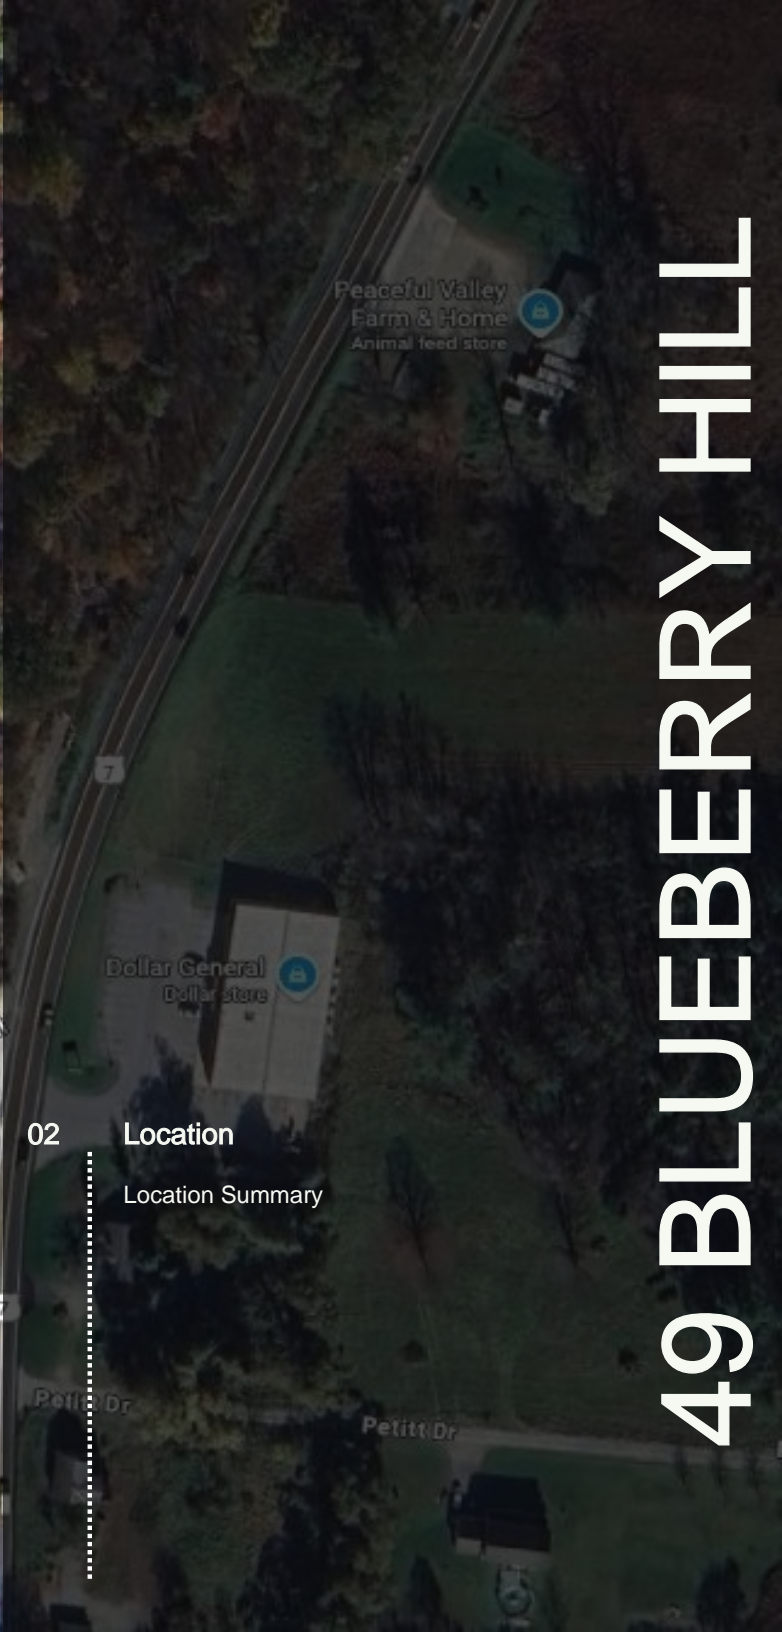 Peaceful Valley
Farm & Home
Animal feed store
7
Dollar General
Dollar store
02
Location
Location Summary
7
Petitt Dr
Petitt Dr
49 BLUEBERRY HILL